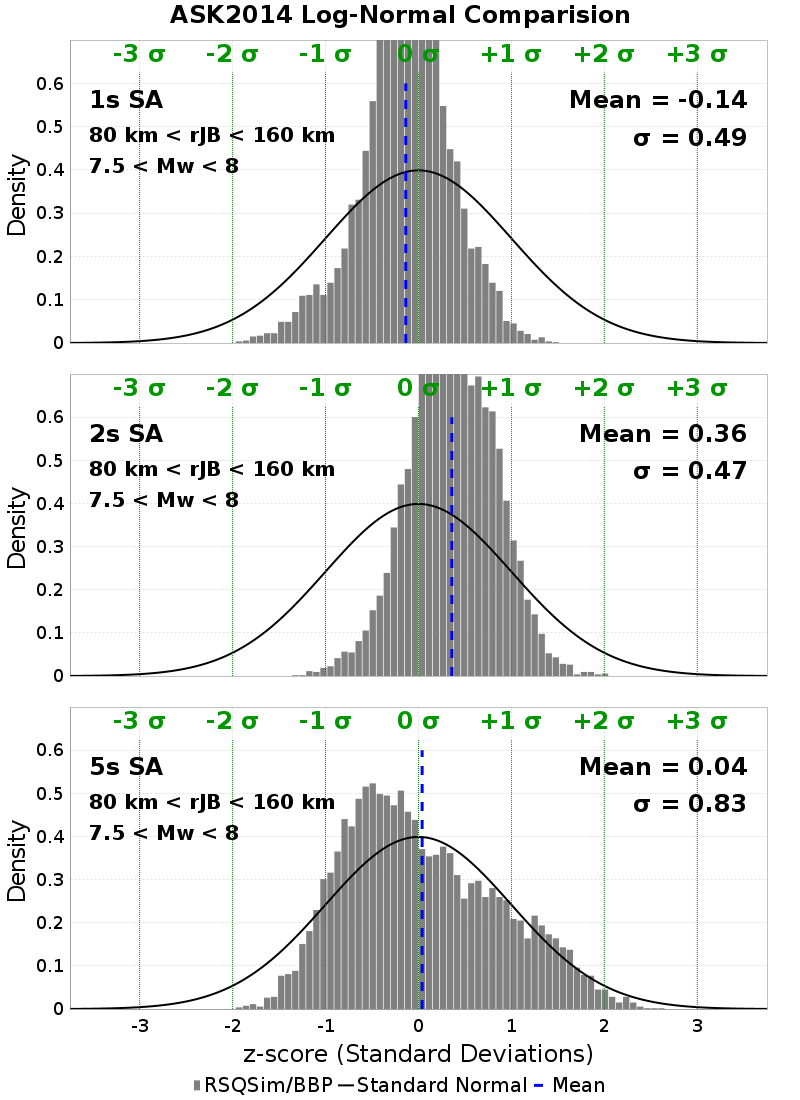 ASK2014 Log-Normal Comparision
-3 σ -2 σ -1 σ 0 σ +1 σ +2 σ +3 σ
0.6
1s SA
Mean = -0.14
0.5
80 km < rJB < 160 km
σ = 0.49
7.5 < Mw < 8
0.4
0.3
0.2
0.1
0
Density
-3 σ -2 σ -1 σ 0 σ +1 σ +2 σ +3 σ
0.6
2s SA
Mean = 0.36
0.5
80 km < rJB < 160 km
σ = 0.47
7.5 < Mw < 8
0.4
0.3
0.2
0.1
0
Density
-3 σ -2 σ -1 σ 0 σ +1 σ +2 σ +3 σ
0.6
5s SA
Mean = 0.04
0.5
80 km < rJB < 160 km
σ = 0.83
7.5 < Mw < 8
0.4
0.3
0.2
0.1
0
Density
-3 -2 -1 0 1 2 3
z-score (Standard Deviations)
RSQSim/BBP Standard Normal Mean